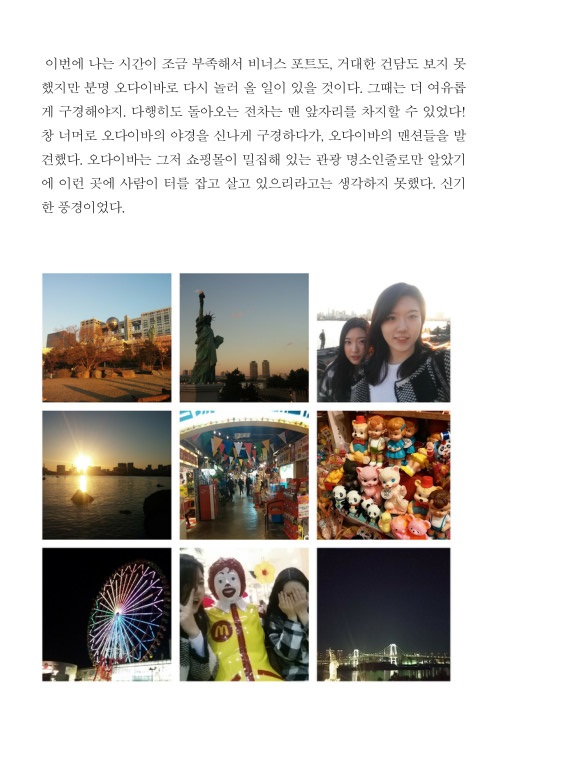 이번에 나는 시간이 조금 부족해서 비너스 포트도, 거대한 건담도 보지 못
했지만 분명 오다이바로 다시 놀러 올 일이 있을 것이다. 그때는 더 여유롭
게 구경해야지. 다행히도 돌아오는 전차는 맨 앞자리를 차지할 수 있었다!
창 너머로 오다이바의 야경을 신나게 구경하다가, 오다이바의 맨션들을 발
견했다. 오다이바는 그저 쇼핑몰이 밀집해 있는 관광 명소인줄로만 알았기
에 이런 곳에 사람이 터를 잡고 살고 있으리라고는 생각하지 못했다. 신기
한 풍경이었다.